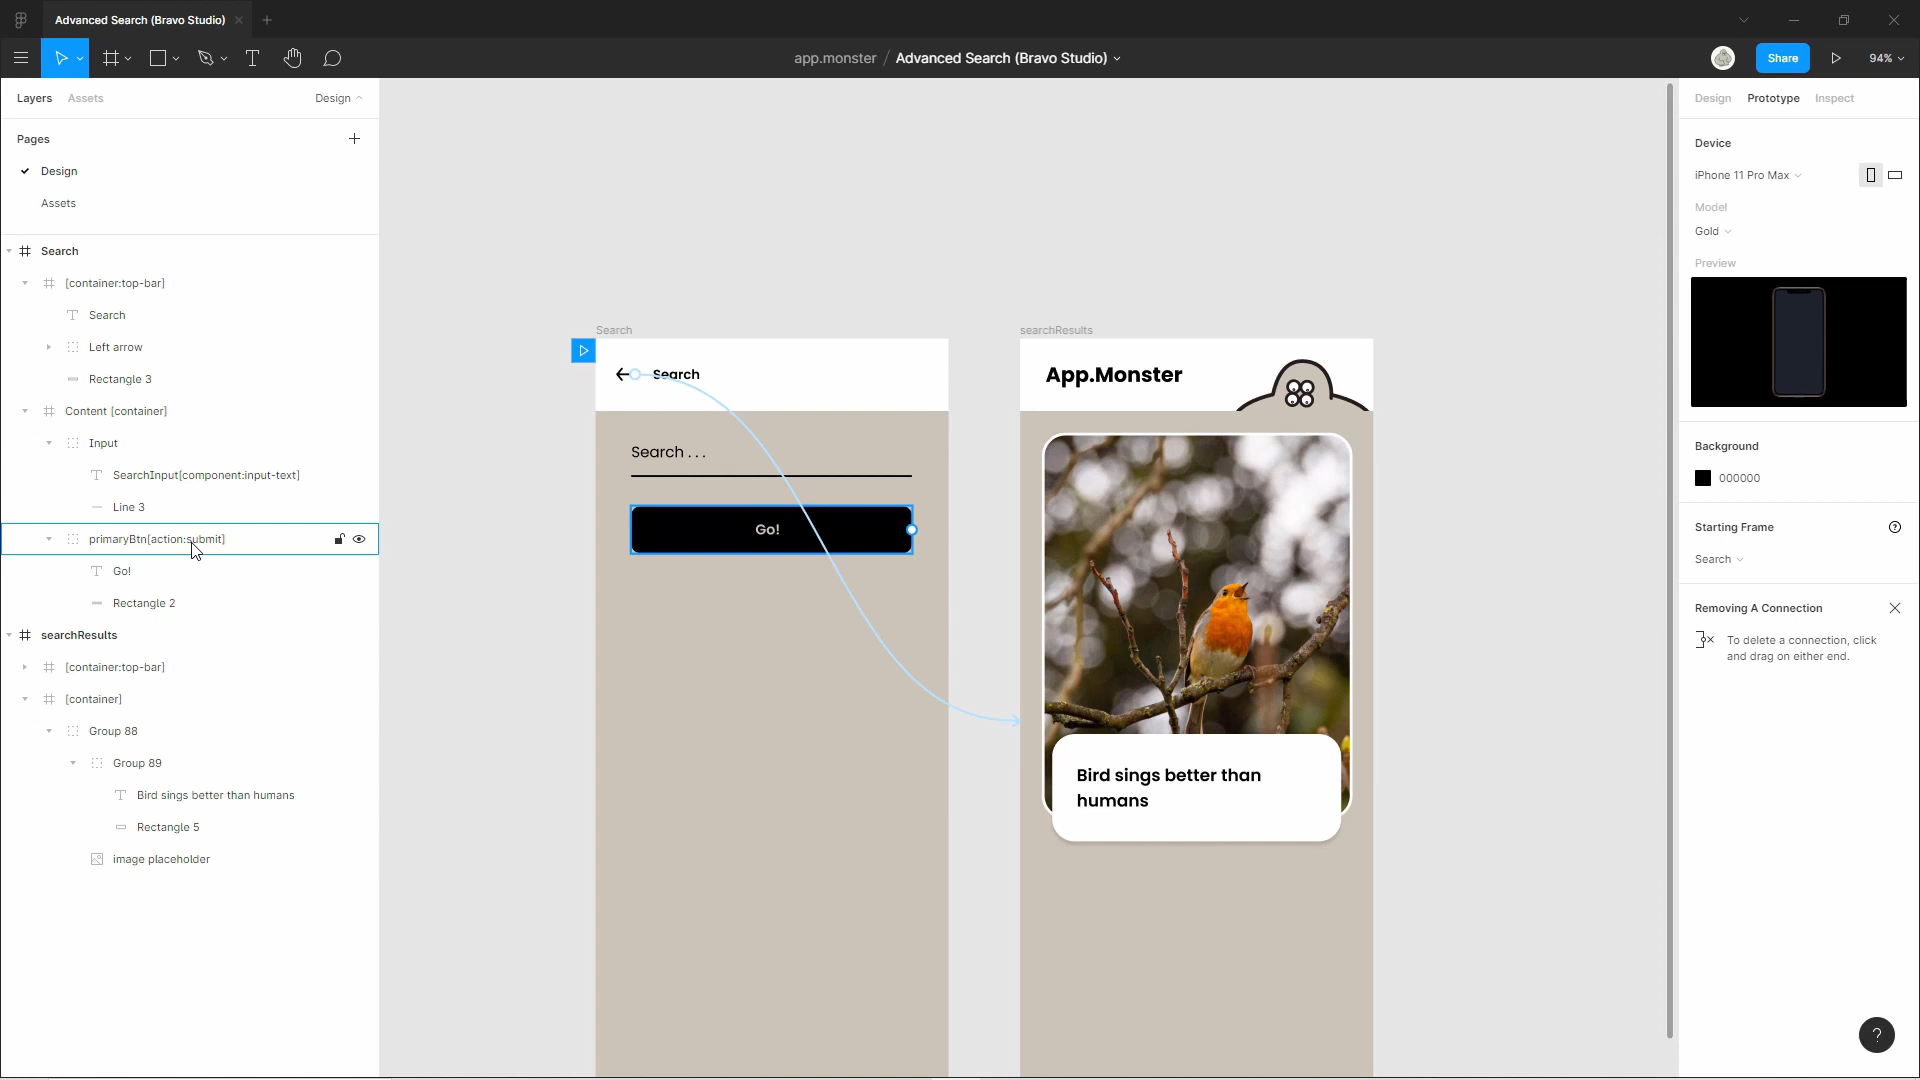 Advanced Search (Bravo Studio)
app.monster / Advanced Search (Bravo Studio)
Share
94%
Layers
Assets
Design
Pages
Design
Assets
Search
[container:top-bar]
Search
Left arrow
Rectangle 3
Content [container]
Input
SearchInput[component:input-text]
Line 3
primaryBtn[action:submit]
Go!
Rectangle 2
searchResults
[container:top-bar]
[container]
Group 88
Group 89
Bird sings better than humans
Rectangle 5
image placeholder
Search
Search
Search . . .
Go!
searchResults
App.Monster
Bird sings better than
humans
Design
Prototype
Inspect
Device
iPhone 11 Pro Max
Model
Gold
Preview
Background
000000
Starting Frame
Search
Removing A Connection
To delete a connection, click
and drag on either end.
?